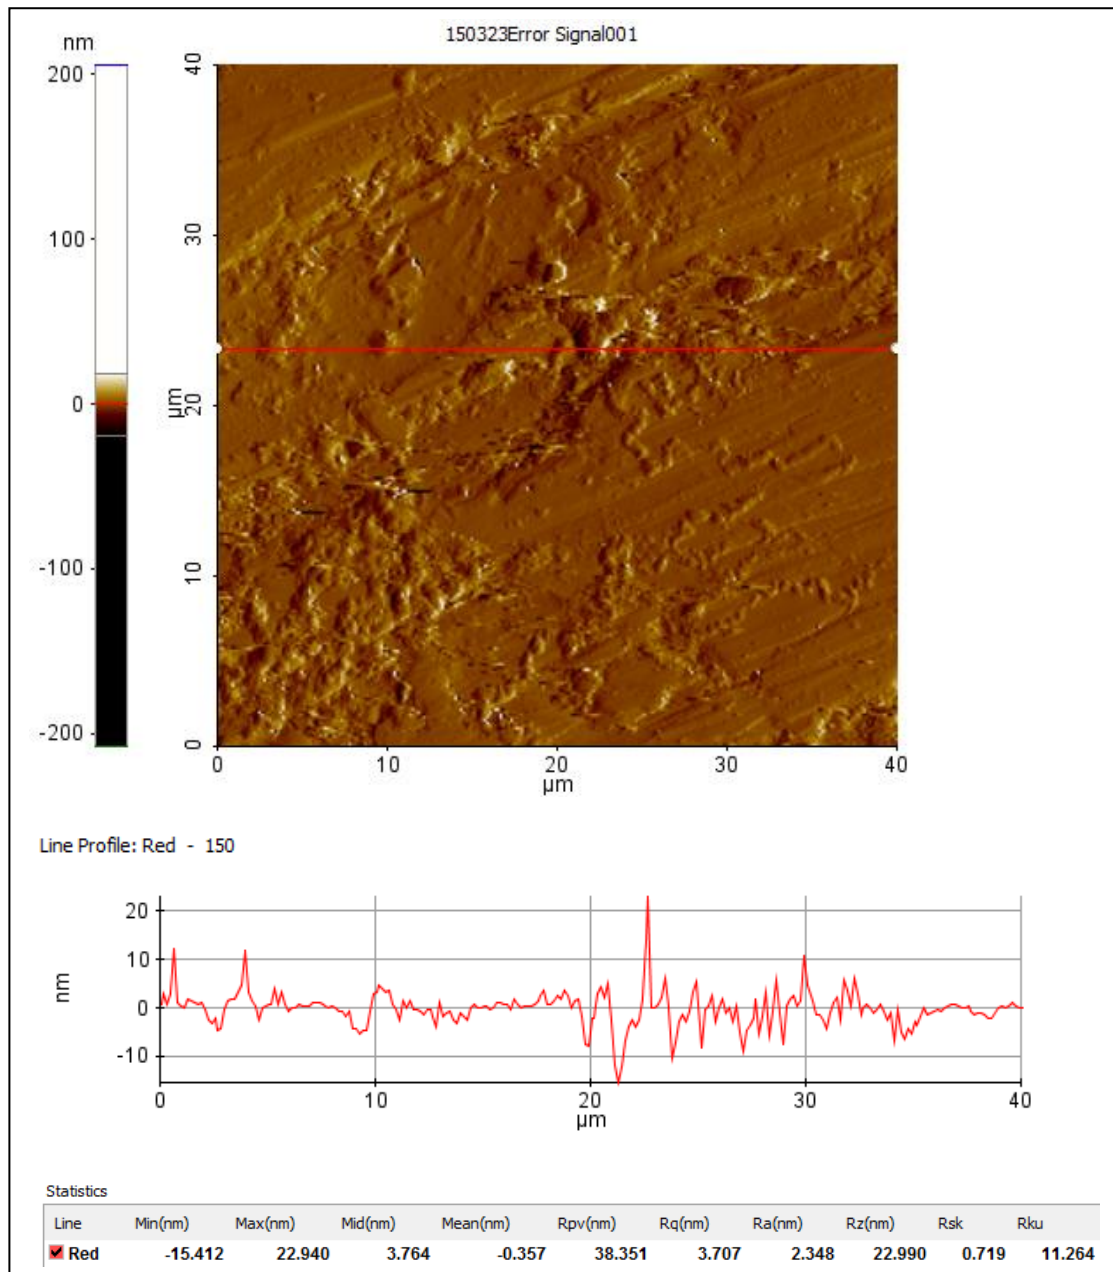 150323Error Signal001
nm
200
100
0
-100
-200
40
30
20
10
0
µm
0 10 20 30 40
µm
Line Profile: Red - 150
20
10
0
-10
nm
0 10 20 30 40
µm
Statistics
Line Min(nm) Max(nm) Mid(nm) Mean(nm) Rpv(nm) Rq(nm) Ra(nm) Rz(nm) Rsk Rku
Red -15.412 22.940 3.764 -0.357 38.351 3.707 2.348 22.990 0.719 11.264